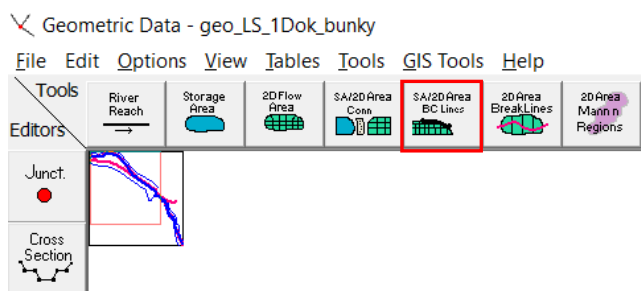 Geometric Data - geo_LS_1Dok_bunky
File Edit Options View Tables Tools GIS Tools Help
Tools
Editors
River
Reach
Storage
Area
2D Flow
Area
SA/2D Area
Conn
SA/2D Area
BC Lines
2D Area
BreakLines
2D Area
Mann n
Regions
Junct.
Cross
Section